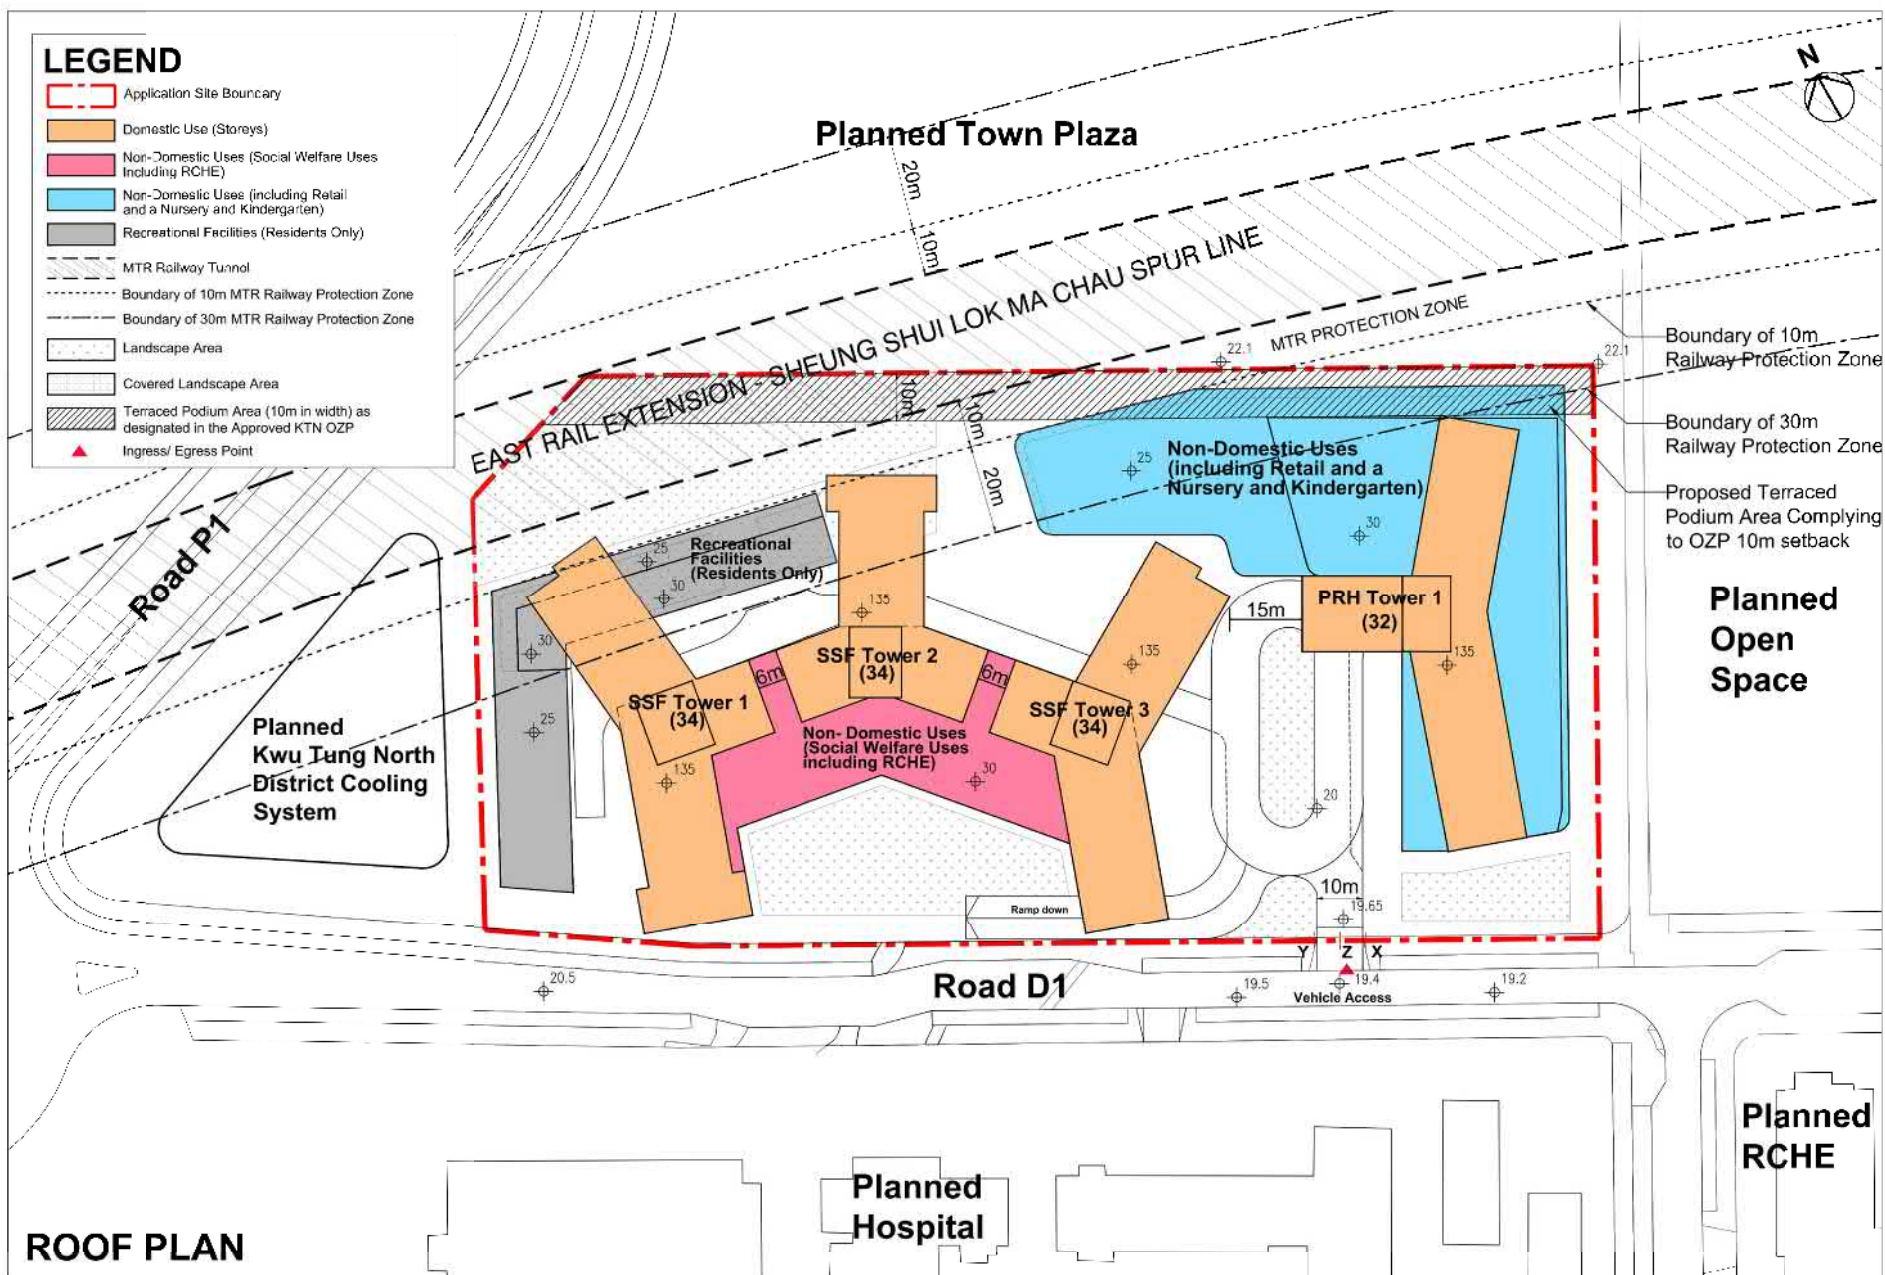 LEGEND
Application Site Boundary
Domestic Use (Storeys)
Non-Domestic Uses (Social Welfare Uses
Including RCHE)
Non-Domestic Uses (including Retail
and a Nursery and Kindergarten)
Recreational Facilities (Residents Only)
MTR Railway Tunnel
Boundary of 10m MTR Railway Protection Zone
Boundary of 30m MTR Railway Protection Zone
Landscape Area
Covered Landscape Area
Terraced Podium Area (10m in width) as
designated in the Approved KTN OZP
Ingress/ Egress Point
Planned Town Plaza
N
20m
10m
EAST RAIL EXTENSION - SHEUNG SHUI LOK MA CHAU SPUR LINE
MTR PROTECTION ZONE
22.1
22.1
Boundary of 10m
Railway Protection Zone
Boundary of 30m
Railway Protection Zone
Proposed Terraced
Podium Area Complying
to OZP 10m setback
10m
10m
20m
25
Non-Domestic Uses
(including Retail and a
Nursery and Kindergarten)
30
Road P1
25
Recreational
Facilities
(Residents Only)
30
30
25
135
SSF Tower 2
(34)
6m
6m
SSF Tower 1
(34)
135
SSF Tower 3
(34)
135
15m
PRH Tower 1
(32)
135
Planned
Open
Space
Non- Domestic Uses
(Social Welfare Uses
including RCHE)
30
Planned
Kwu Tung North
District Cooling
System
20
10m
19.65
Ramp down
Y
Z
X
20.5
Road D1
19.5
19.4
Vehicle Access
19.2
Planned
Hospital
Planned
RCHE
ROOF PLAN